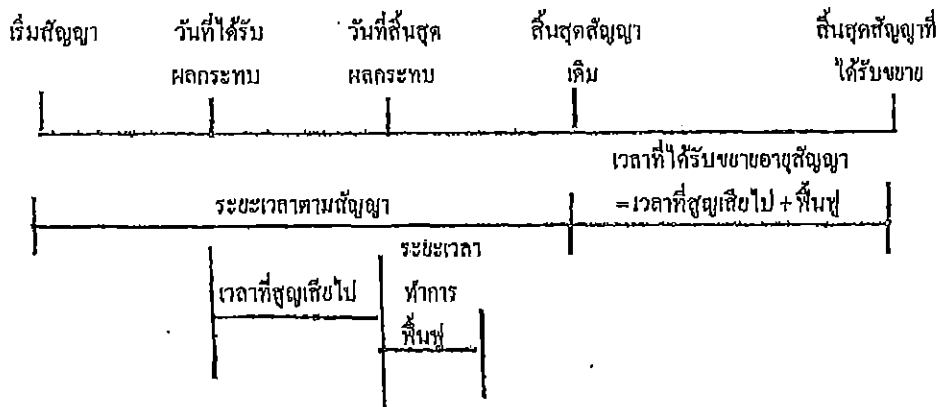 เริ่มสัญญา วันที่ได้รับ วันที่สิ้นสุด สิ้นสุดสัญญา สิ้นสุดสัญญาที่
ผลกระทบ ผลกระทบ เดิม ได้รับขยาย
เวลาที่ได้รับขยายอายุสัญญา
ระยะเวลาตามสัญญา =เวลาที่สูญเสียไป + ฟื้นฟู
ระยะเวลา
เวลาที่สูญเสียไป ทำการ
ฟื้นฟู